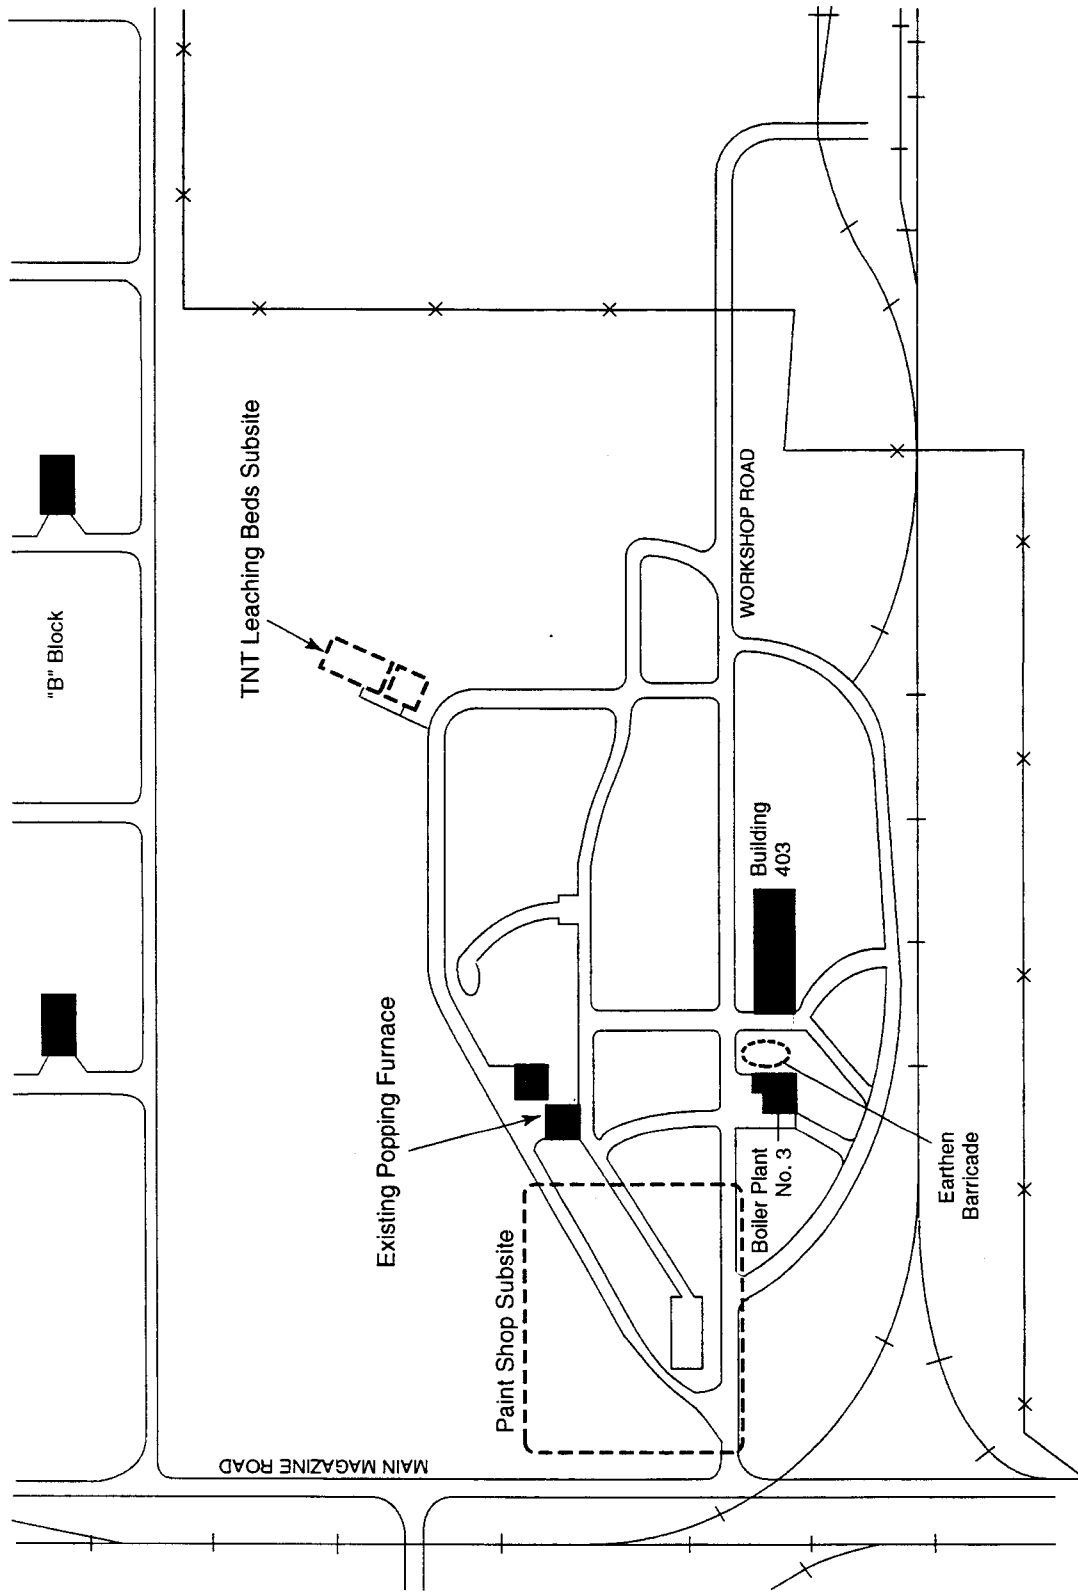 "B" Block
TNT Leaching Beds Subsite
WORKSHOP ROAD
Building
403
Existing Popping Furnace
Boiler Plant
No. 3
Earthen
Barricade
Paint Shop Subsite
MAIN MAGAZINE ROAD